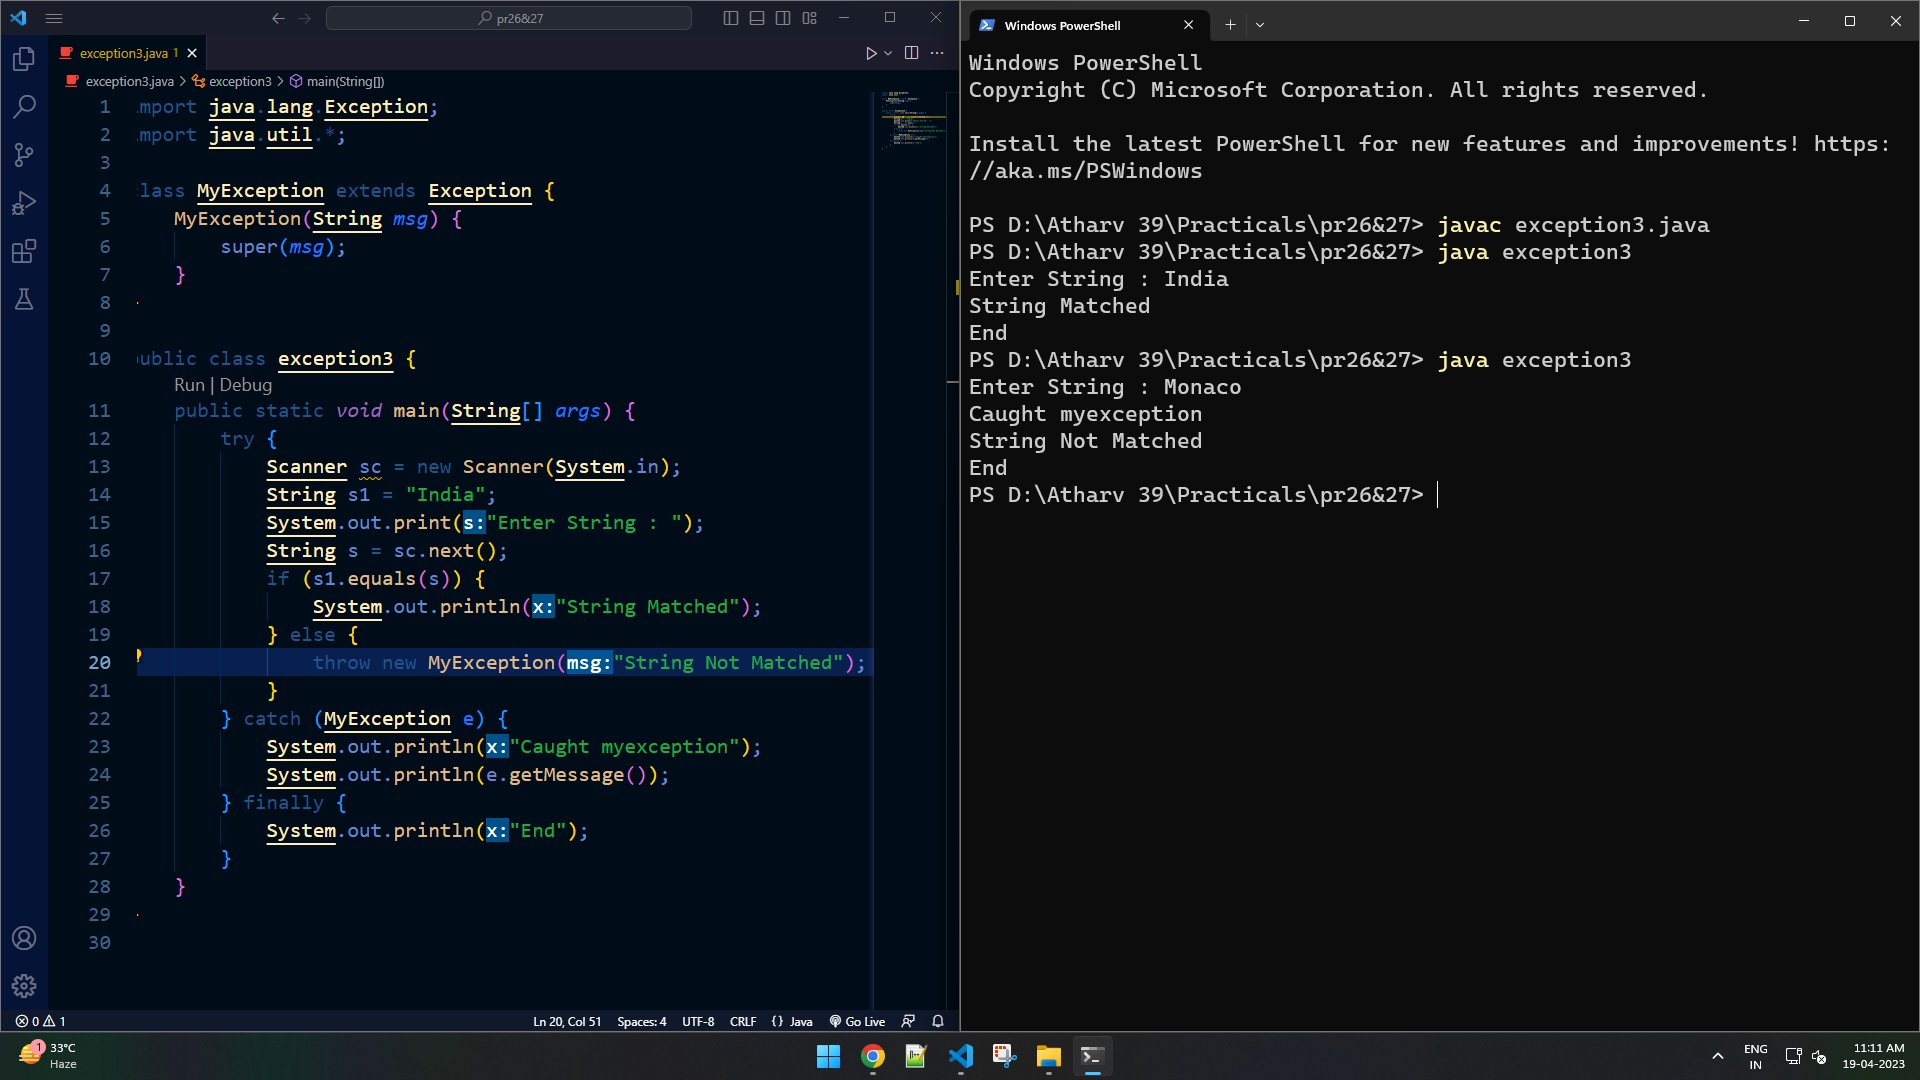 pr26&27
exception3.java 1
exception3.java > exception3 > main(String[])
1 mport java.lang.Exception;
2 mport java.util.*;
3
4 lass MyException extends Exception {
5 MyException(String msg) {
6 super(msg);
7 }
8
9
10 ublic class exception3 {
Run | Debug
11 public static void main(String[] args) {
12 try {
13 Scanner sc = new Scanner(System.in);
14 String s1 = "India";
15 System.out.print(s:"Enter String : ");
16 String s = sc.next();
17 if (s1.equals(s)) {
18 System.out.println(x:"String Matched");
19 } else {
20 throw new MyException(msg:"String Not Matched");
21 }
22 } catch (MyException e) {
23 System.out.println(x:"Caught myexception");
24 System.out.println(e.getMessage());
25 } finally {
26 System.out.println(x:"End");
27 }
28 }
29
30
0 1 Ln 20, Col 51 Spaces: 4 UTF-8 CRLF {} Java Go Live
Windows PowerShell
Windows PowerShell
Copyright (C) Microsoft Corporation. All rights reserved.
Install the latest PowerShell for new features and improvements! https:
//aka.ms/PSWindows
PS D:\Atharv 39\Practicals\pr26&27> javac exception3.java
PS D:\Atharv 39\Practicals\pr26&27> java exception3
Enter String : India
String Matched
End
PS D:\Atharv 39\Practicals\pr26&27> java exception3
Enter String : Monaco
Caught myexception
String Not Matched
End
PS D:\Atharv 39\Practicals\pr26&27>
1
33°C
Haze
ENG
IN
11:11 AM
19-04-2023